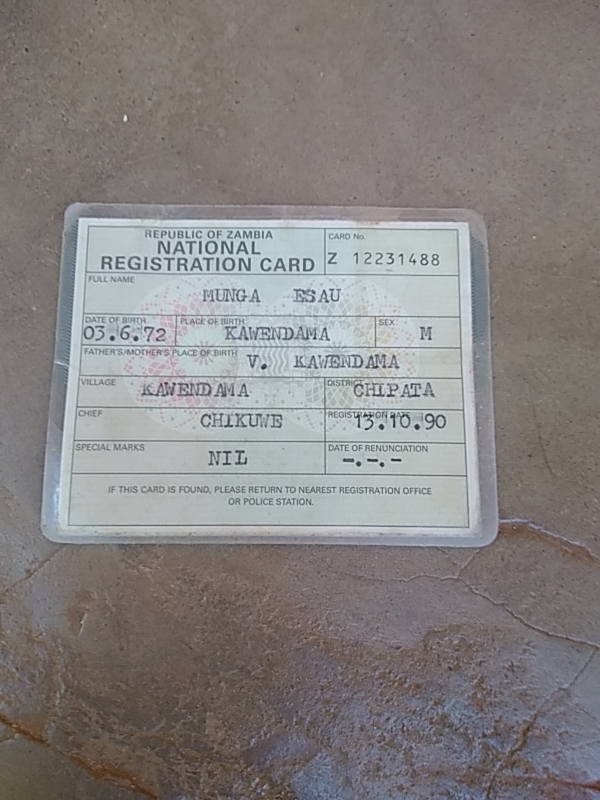 REPUBLIC OF ZAMBIA
NATIONAL
REGISTRATION CARD
CARD No.
Z 12231488
FULL NAME
MUNGA ESAU
DATE OF BIRTH
03.6.72
PLACE OF BIRTH
KAWENDAMA
SEX
M
FATHER'S/MOTHER'S PLACE OF BIRTH
V. KAWENDAMA
VILLAGE
KAWENDAMA
DISTRICT
CHIPATA
CHIEF
CHIKUWE
REGISTRATION DATE
13.10.90
SPECIAL MARKS
NIL
DATE OF RENUNCIATION
-.-.-
IF THIS CARD IS FOUND, PLEASE RETURN TO NEAREST REGISTRATION OFFICE
OR POLICE STATION.